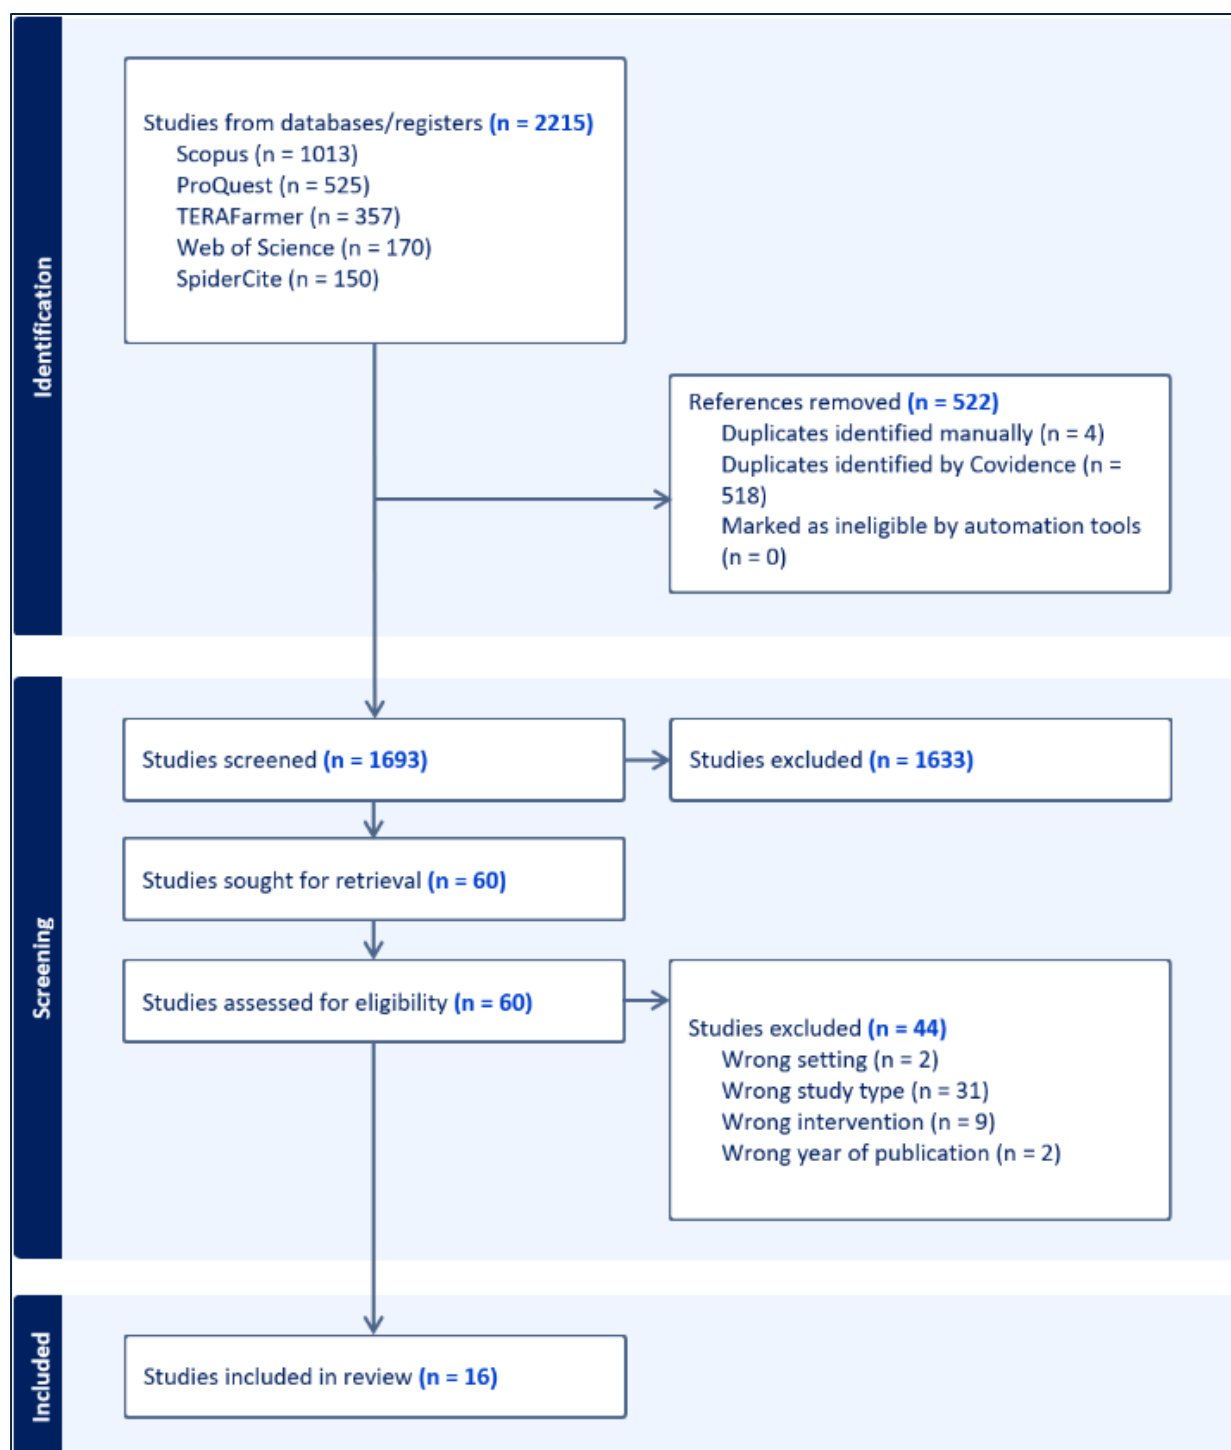 Identification
Studies from databases/registers (n = 2215)
Scopus (n = 1013)
ProQuest (n = 525)
TERAFarmer (n = 357)
Web of Science (n = 170)
SpiderCite (n = 150)
References removed (n = 522)
Duplicates identified manually (n = 4)
Duplicates identified by Covidence (n =
518)
Marked as ineligible by automation tools
(n = 0)
Screening
Studies screened (n = 1693)
Studies excluded (n = 1633)
Studies sought for retrieval (n = 60)
Studies assessed for eligibility (n = 60)
Studies excluded (n = 44)
Wrong setting (n = 2)
Wrong study type (n = 31)
Wrong intervention (n = 9)
Wrong year of publication (n = 2)
Included
Studies included in review (n = 16)